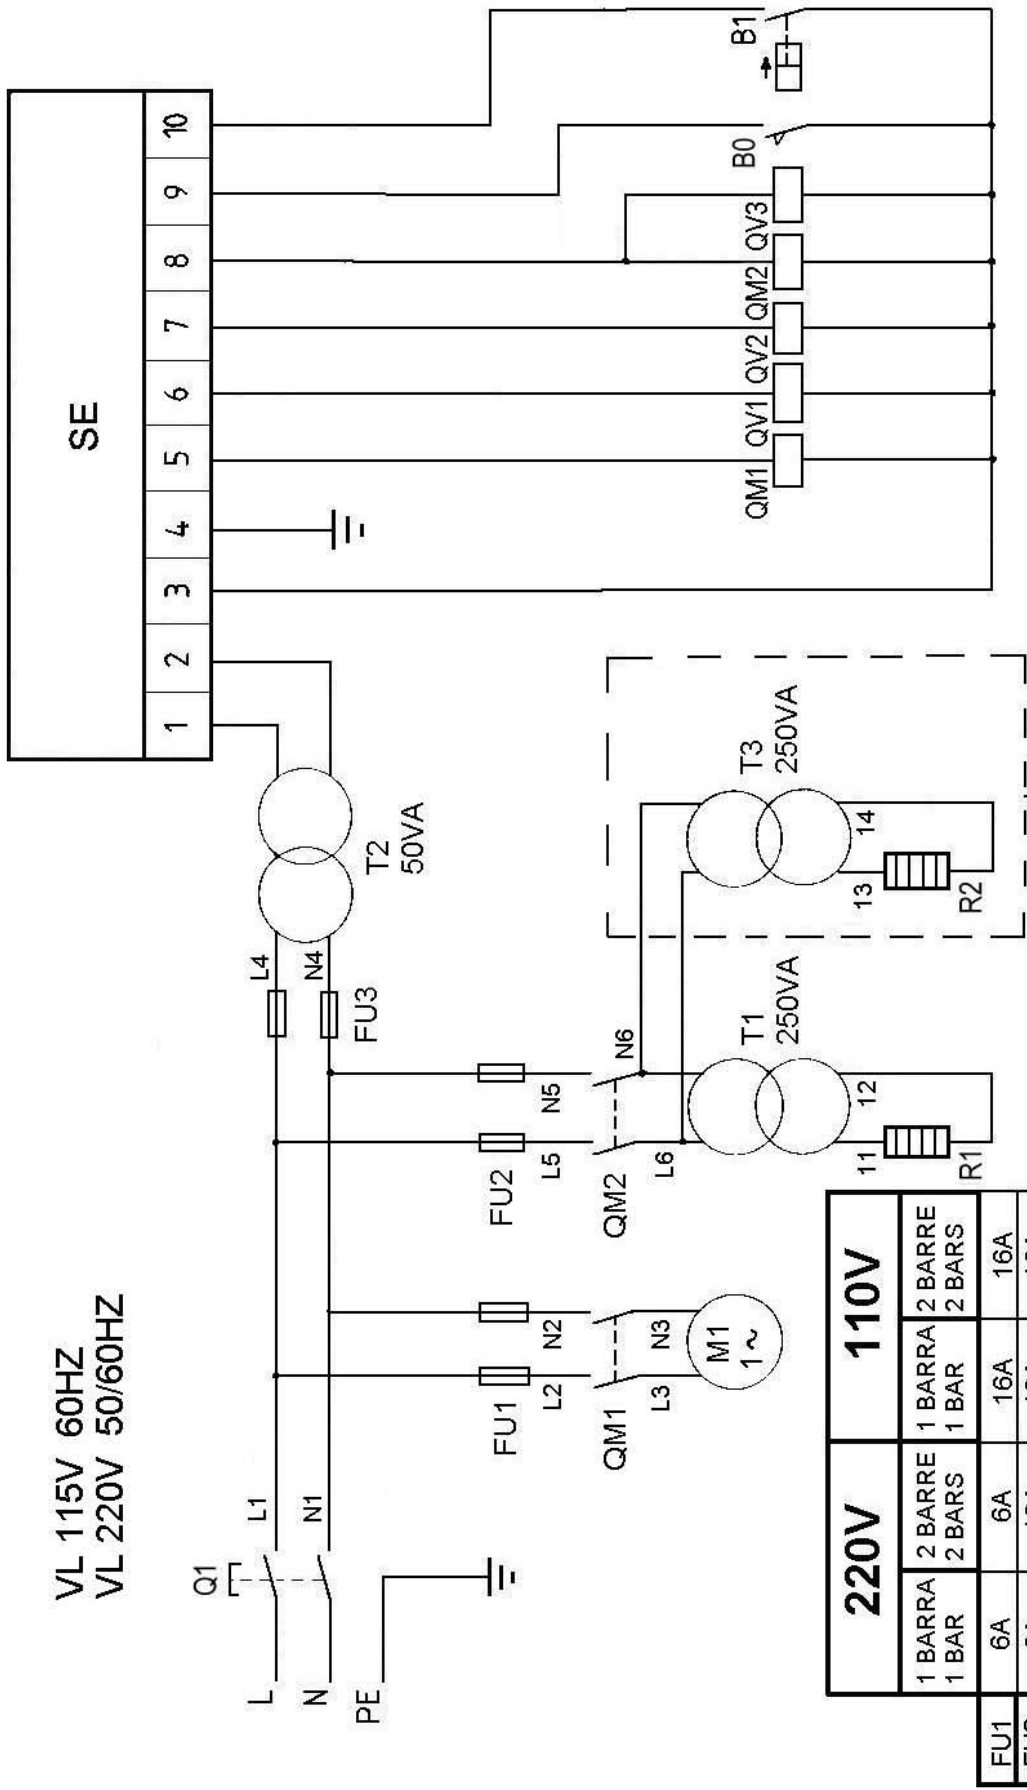 VL 115V 60HZ
VL 220V 50/60HZ
SE
1 2 3 4 5 6 7 8 9 10
Q1
L L1
N N1
PE
L4
N4
FU3
T2
50VA
FU1
L2 N2
QM1
L3 N3
M1
1~
FU2
L5 N5
QM2
L6 N6
T1
250VA
11 12
R1
T3
250VA
13 14
R2
QM1 QV1 QV2 QM2 QV3 B0 B1
220V 110V
1 BARRA 2 BARRE 1 BARRA 2 BARRE
1 BAR 2 BARS 1 BAR 2 BARS
FU1 6A 6A 16A 16A